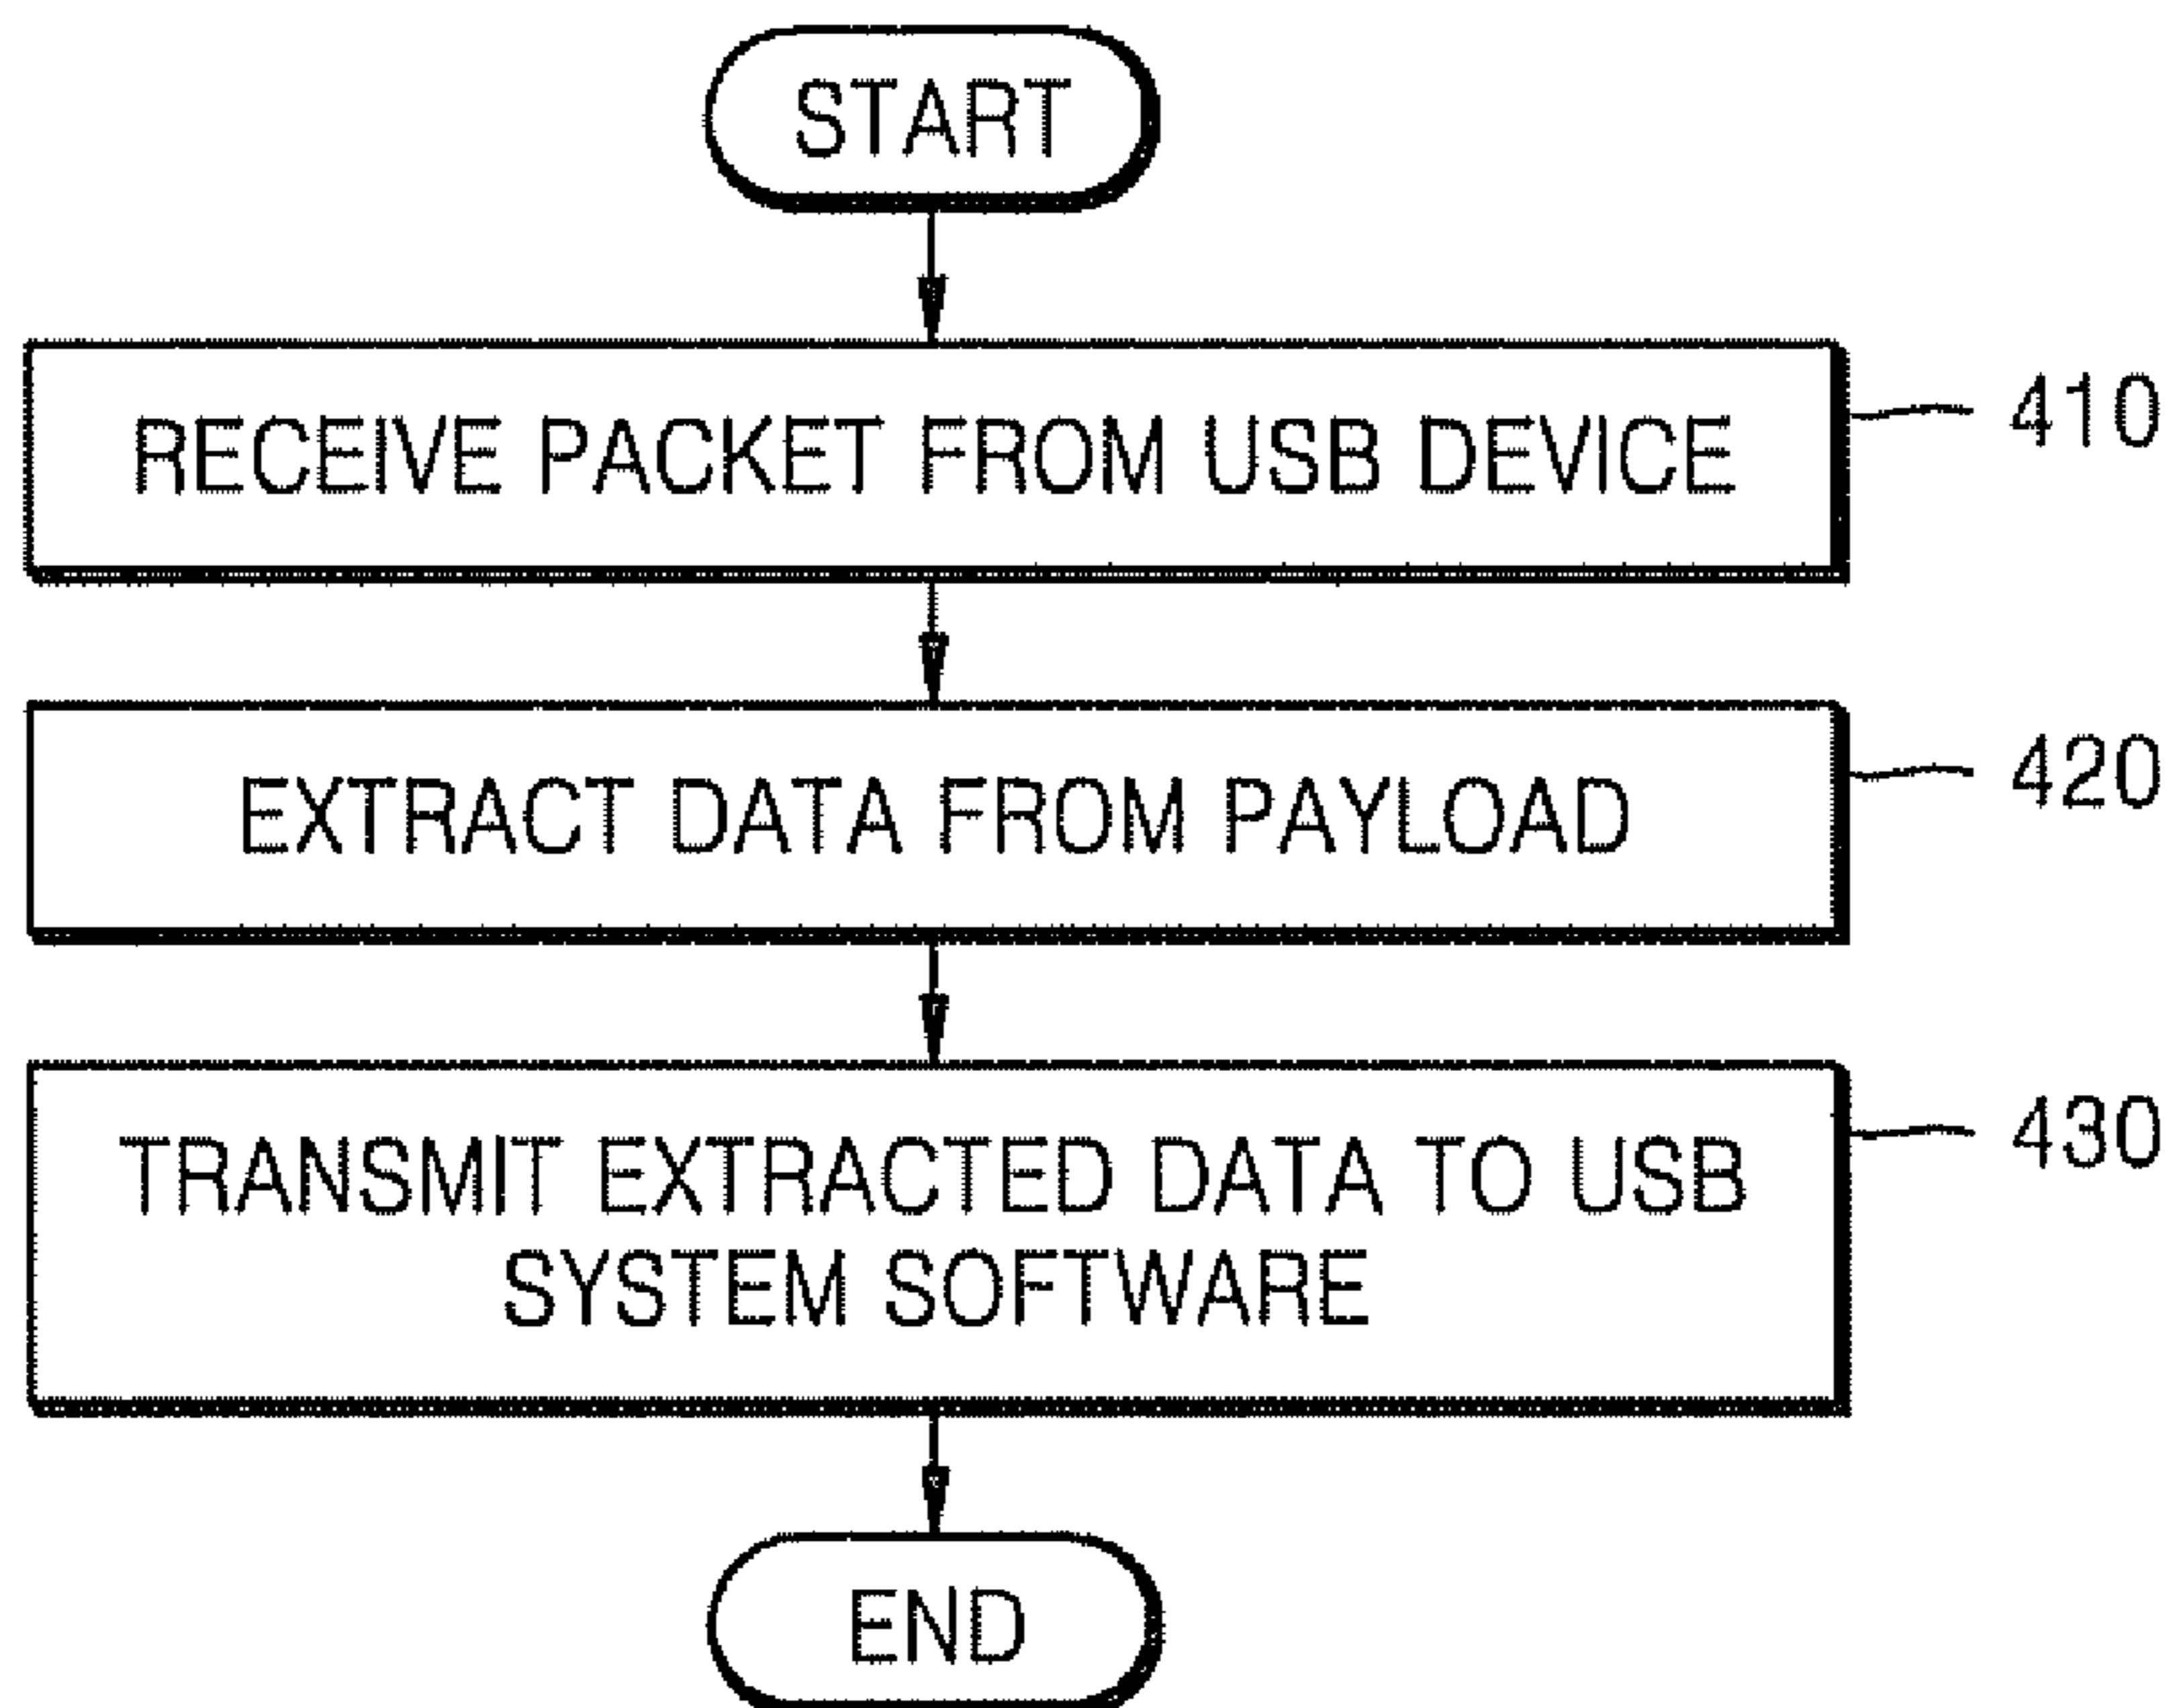 START
RECEIVE PACKET FROM USB DEVICE
410
EXTRACT DATA FROM PAYLOAD
420
TRANSMIT EXTRACTED DATA TO USB
SYSTEM SOFTWARE
430
END